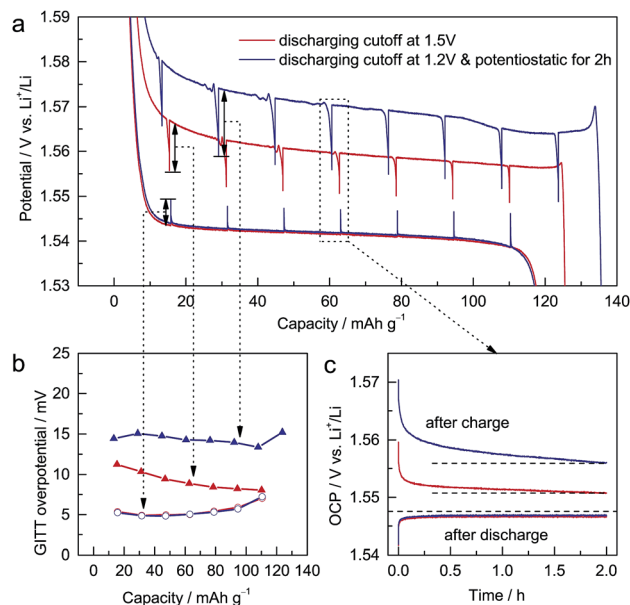 a
discharging cutoff at 1.5V
discharging cutoff at 1.2V & potentiostatic for 2h
Potential / V vs. Li⁺/Li
1.59
1.58
1.57
1.56
1.55
1.54
1.53
0 20 40 60 80 100 120 140
Capacity / mAh g⁻¹
b
GITT overpotential / mV
25
20
15
10
5
0
0 20 40 60 80 100 120 140
Capacity / mAh g⁻¹
c
OCP / V vs. Li⁺/Li
1.57
1.56
1.55
1.54
after charge
after discharge
0.0 0.5 1.0 1.5 2.0
Time / h